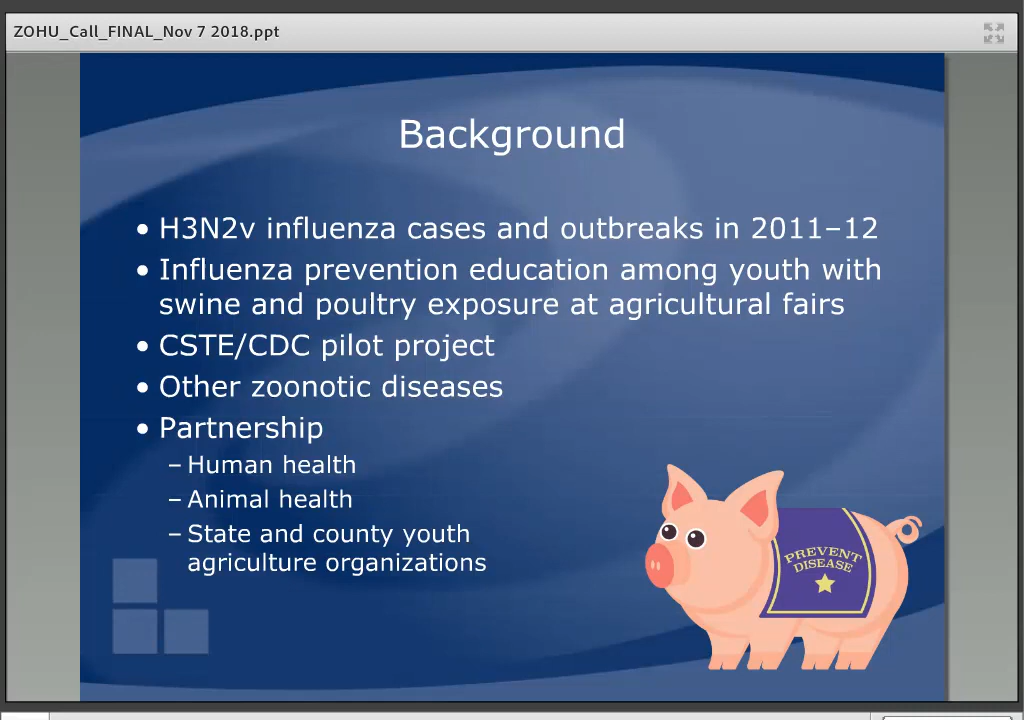 ZOHU_Call_FINAL_Nov 7 2018.ppt
Background
• H3N2v influenza cases and outbreaks in 2011–12
• Influenza prevention education among youth with
swine and poultry exposure at agricultural fairs
• CSTE/CDC pilot project
• Other zoonotic diseases
• Partnership
– Human health
– Animal health
– State and county youth
agriculture organizations
PREVENT
DISEASE